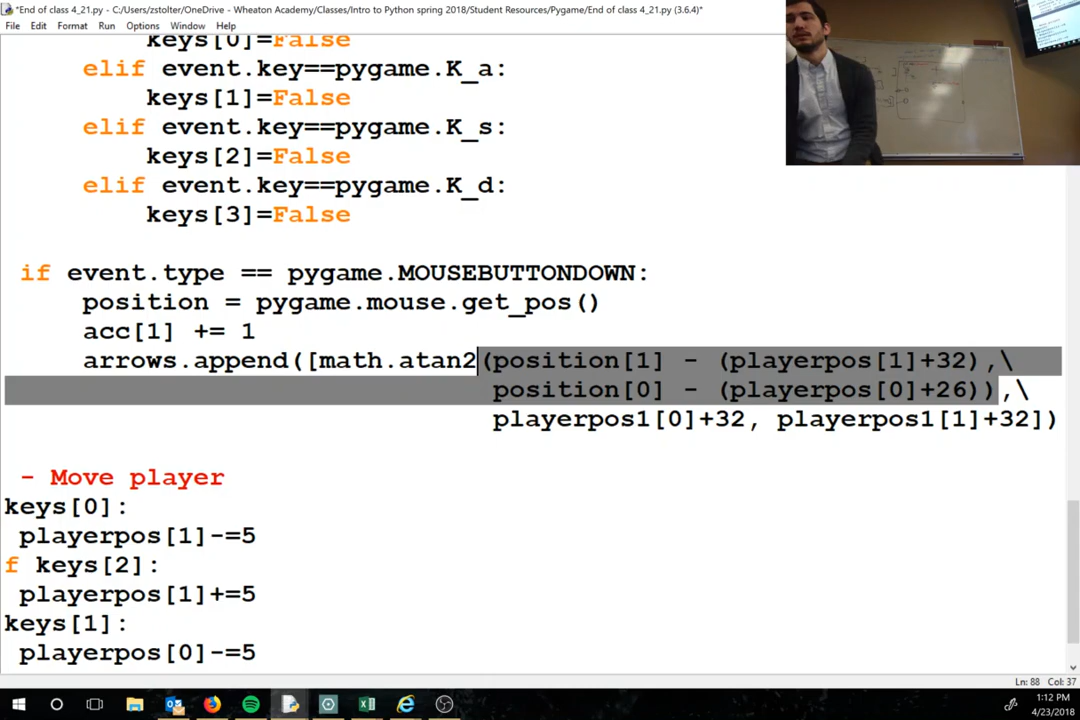 *End of class 4_21.py - C:/Users/zstolter/OneDrive - Wheaton Academy/Classes/Intro to Python spring 2018/Student Resources/Pygame/End of class 4_21.py (3.6.4)*
File Edit Format Run Options Window Help
keys[0]=False
elif event.key==pygame.K_a:
keys[1]=False
elif event.key==pygame.K_s:
keys[2]=False
elif event.key==pygame.K_d:
keys[3]=False
if event.type == pygame.MOUSEBUTTONDOWN:
position = pygame.mouse.get_pos()
acc[1] += 1
arrows.append([math.atan2(position[1] - (playerpos[1]+32),\
position[0] - (playerpos[0]+26)),\
playerpos1[0]+32, playerpos1[1]+32])
- Move player
keys[0]:
playerpos[1]-=5
f keys[2]:
playerpos[1]+=5
keys[1]:
playerpos[0]-=5
Ln: 88 Col: 37
1:12 PM
4/23/2018